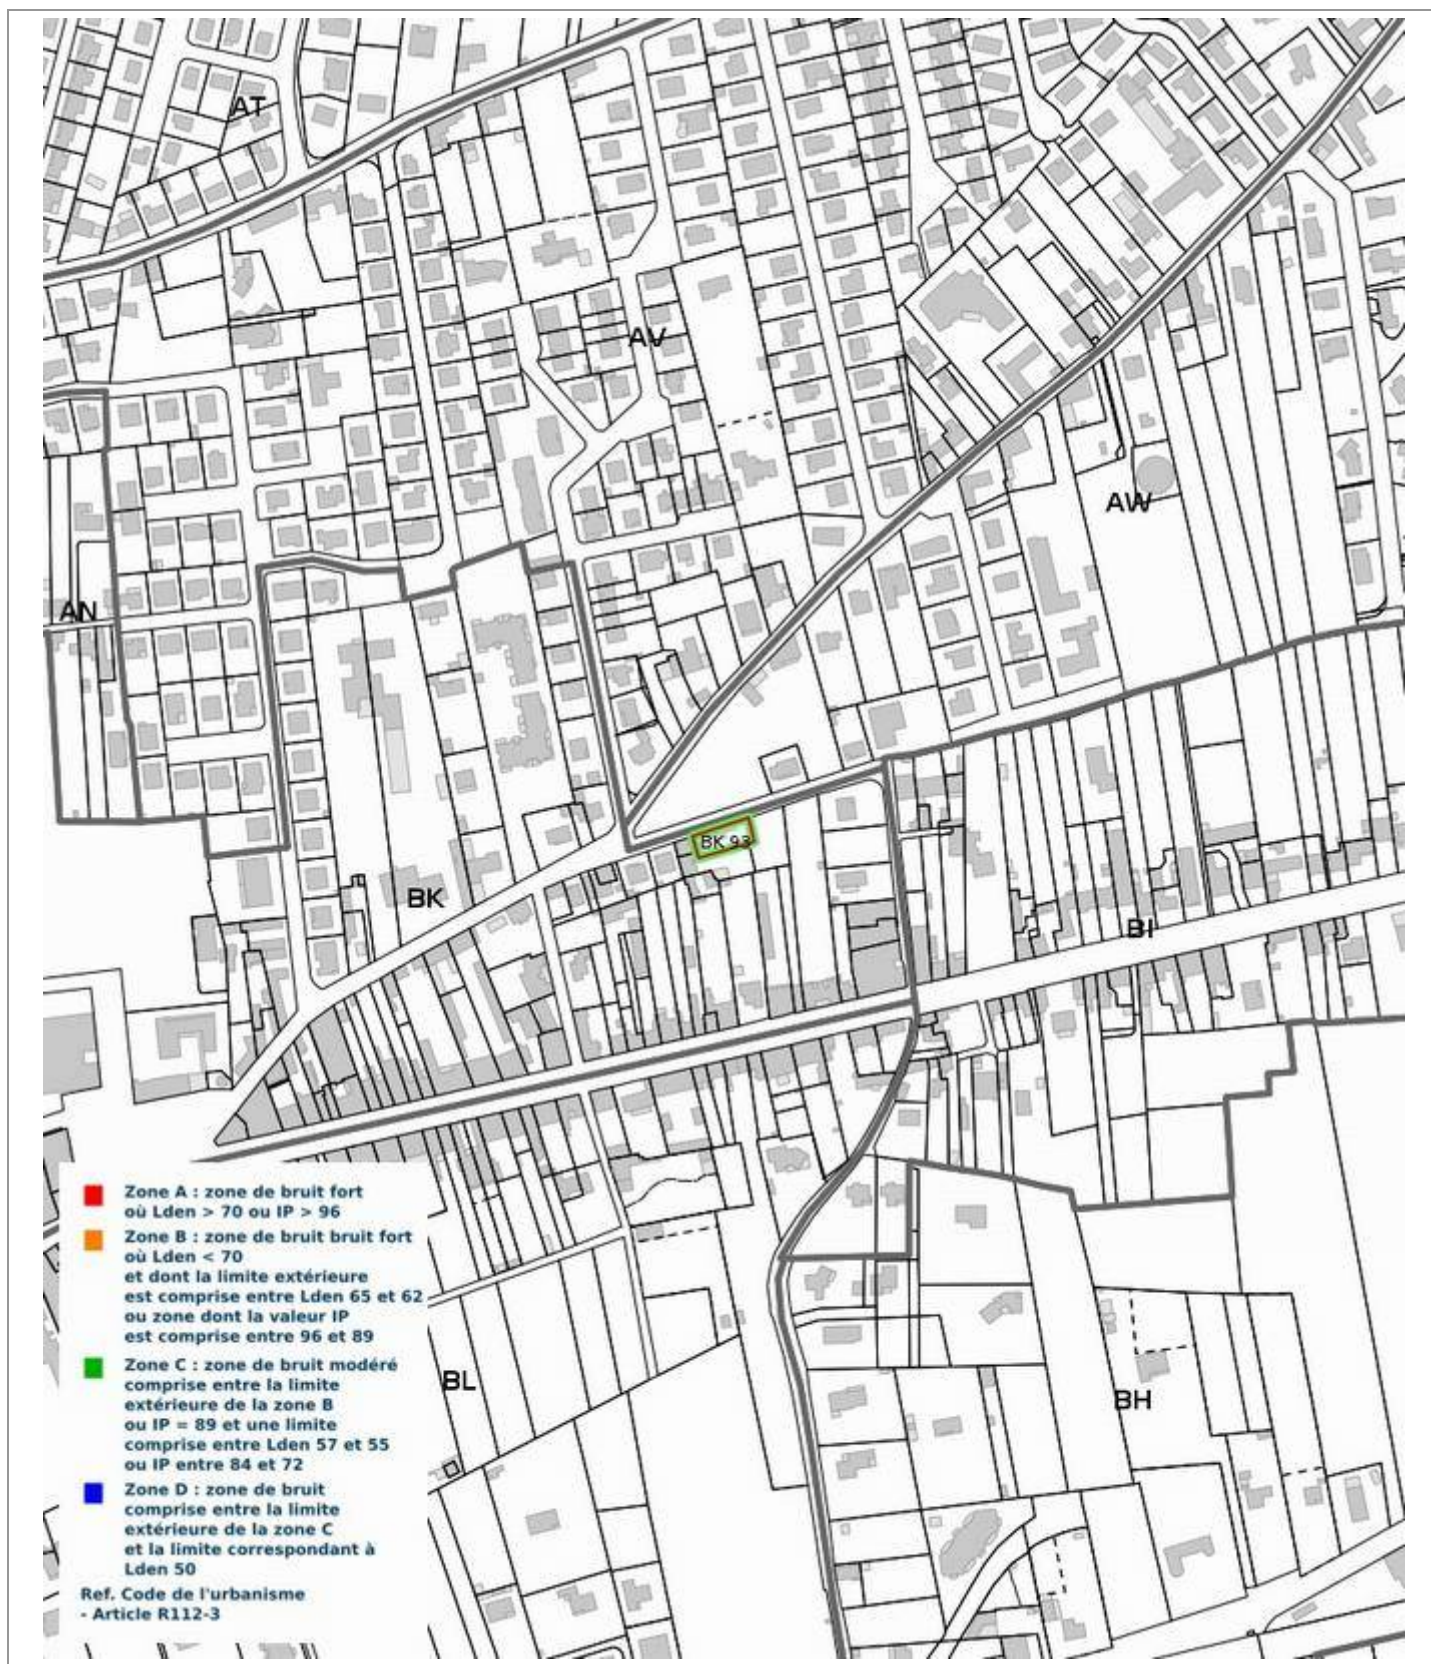 AT
AV
AW
AN
BK 93
BK
BI
Zone A : zone de bruit fort
où Lden > 70 ou IP > 96
Zone B : zone de bruit bruit fort
où Lden < 70
et dont la limite extérieure
est comprise entre Lden 65 et 62
ou zone dont la valeur IP
est comprise entre 96 et 89
Zone C : zone de bruit modéré
comprise entre la limite
extérieure de la zone B
ou IP = 89 et une limite
comprise entre Lden 57 et 55
ou IP entre 84 et 72
BL
BH
Zone D : zone de bruit
comprise entre la limite
extérieure de la zone C
et la limite correspondant à
Lden 50
Ref. Code de l'urbanisme
- Article R112-3